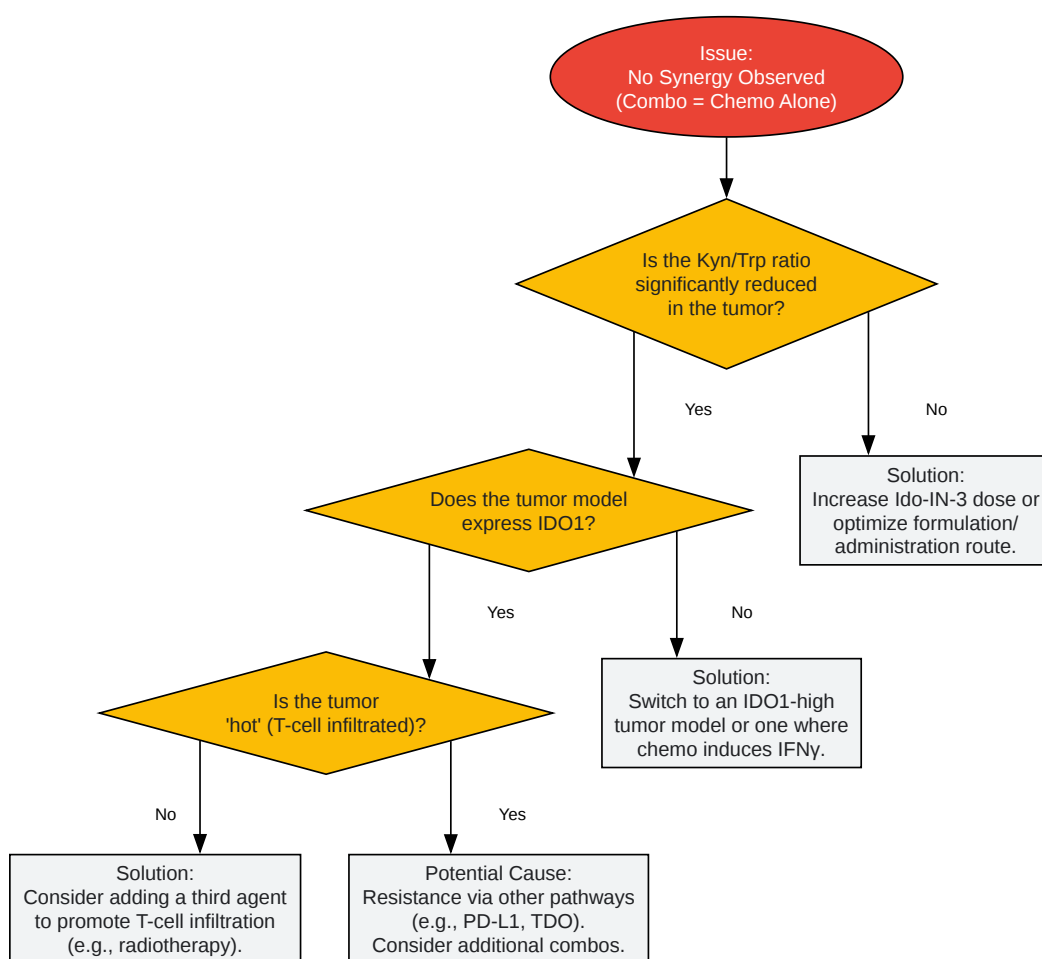 Issue:
No Synergy Observed
(Combo = Chemo Alone)
Is the Kyn/Trp ratio
significantly reduced
in the tumor?
Yes
No
Does the tumor model
express IDO1?
Solution:
Increase Ido-IN-3 dose or
optimize formulation/
administration route.
Yes
No
Is the tumor
'hot' (T-cell infiltrated)?
Solution:
Switch to an IDO1-high
tumor model or one where
chemo induces IFNγ.
No
Yes
Solution:
Consider adding a third agent
to promote T-cell infiltration
(e.g., radiotherapy).
Potential Cause:
Resistance via other pathways
(e.g., PD-L1, TDO).
Consider additional combos.